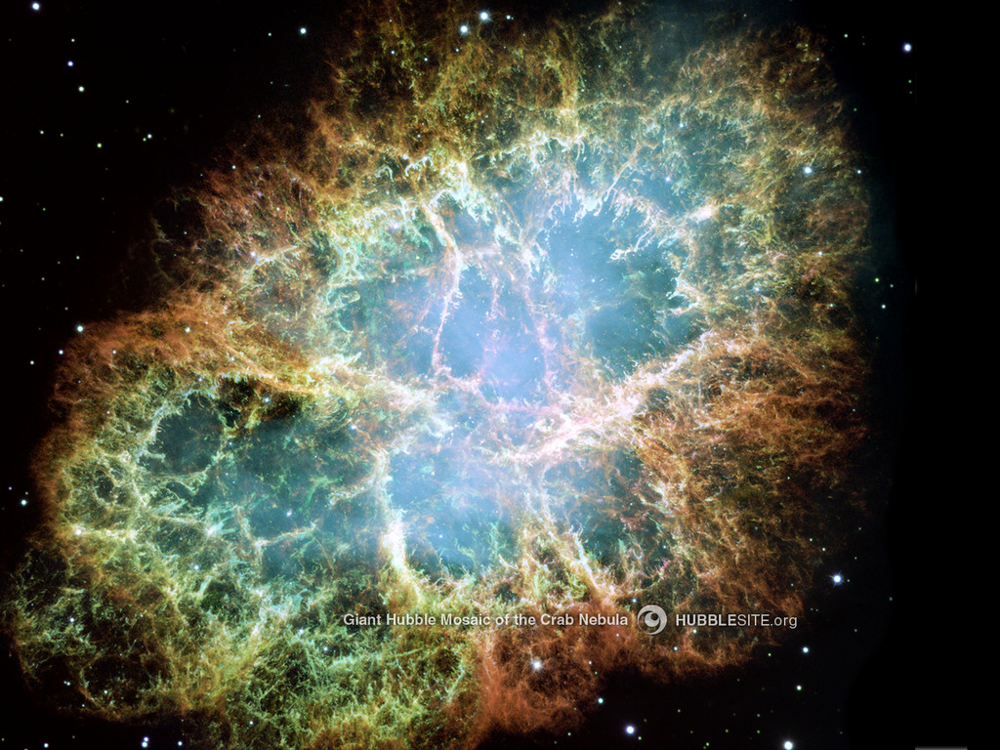 Giant Hubble Mosaic of the Crab Nebula HUBBLESITE.org